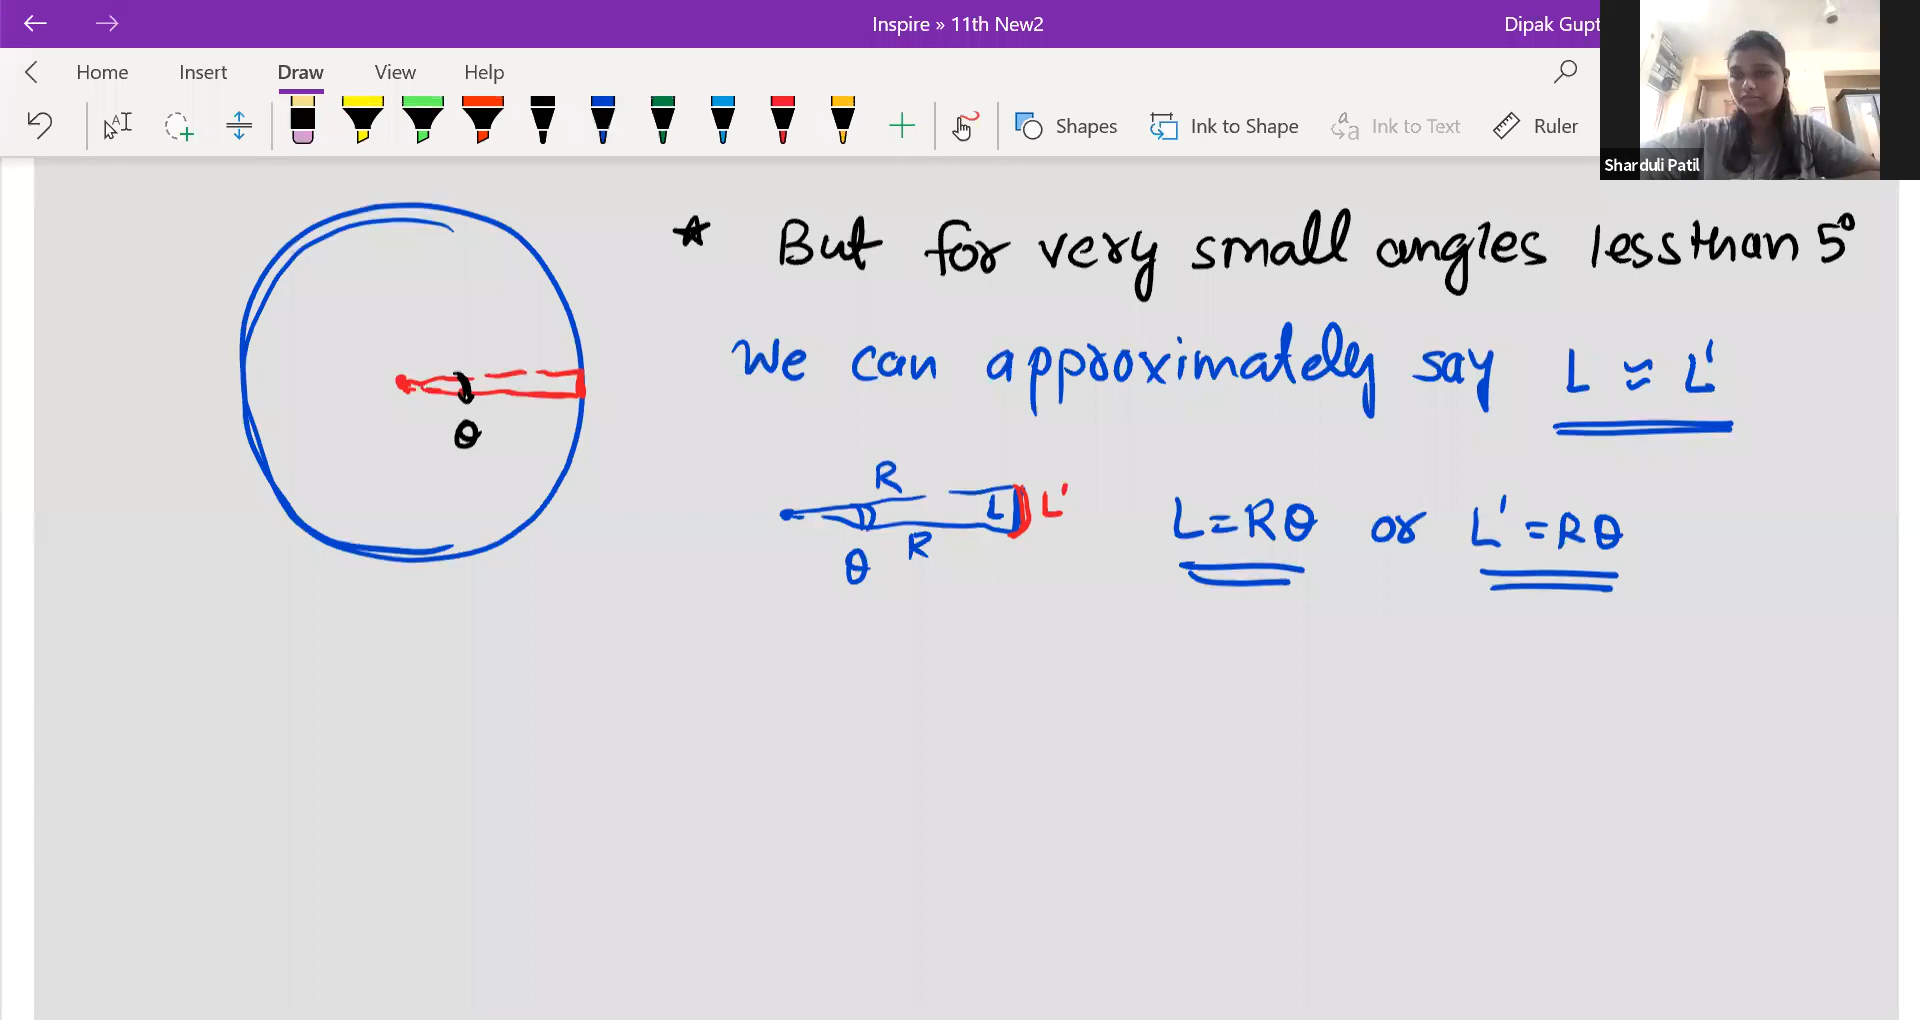 Inspire » 11th New2
Dipak Gupt
Home Insert Draw View Help
Shapes Ink to Shape Ink to Text Ruler
Sharduli Patil
* But for very small angles less than 5°
We can approximately say L ≈ L'
R
L L'
θ R
L = Rθ or L' = Rθ
θ